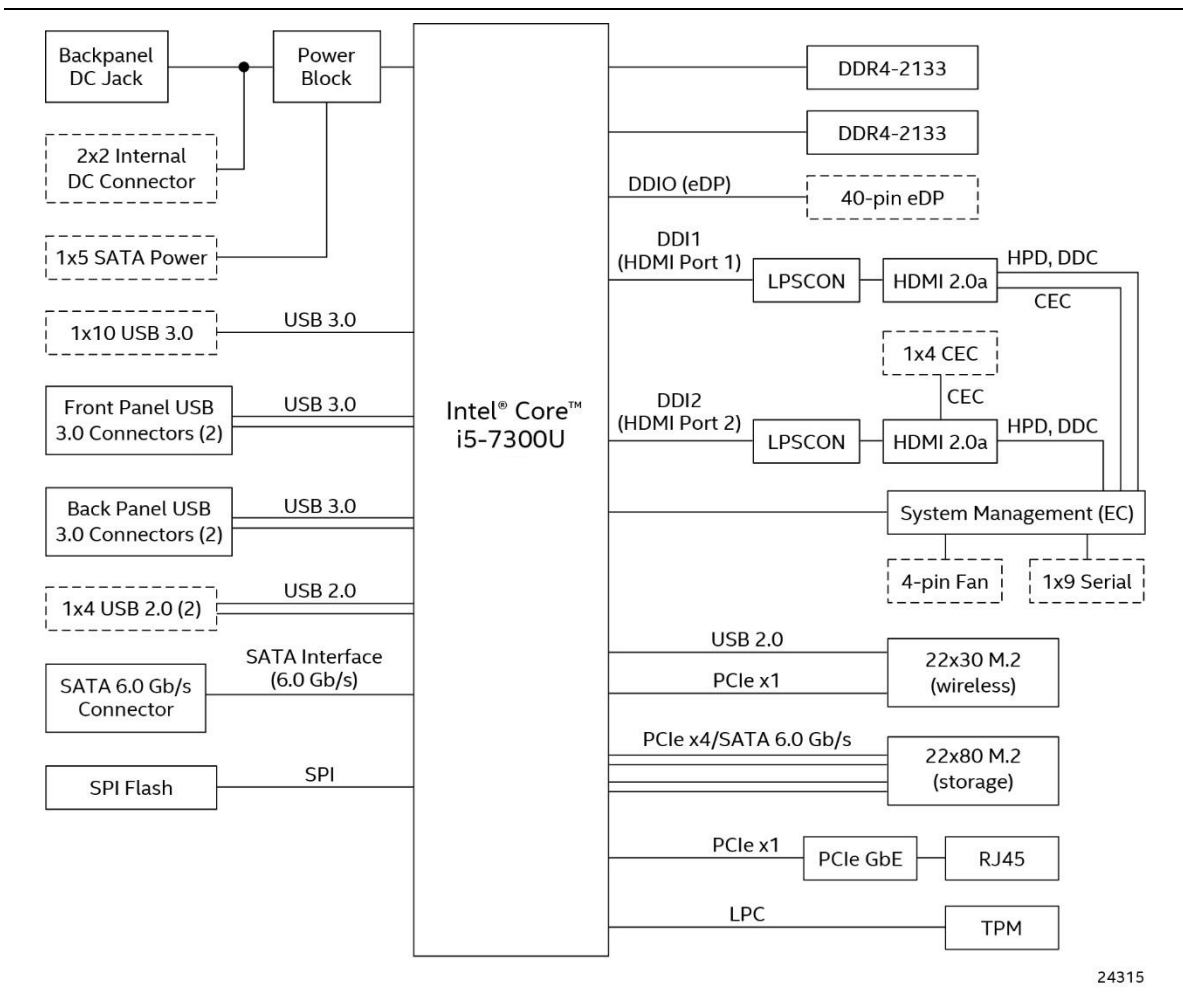 Backpanel
DC Jack
Power
Block
2x2 Internal
DC Connector
1x5 SATA Power
1x10 USB 3.0
USB 3.0
Front Panel USB
3.0 Connectors (2)
USB 3.0
Back Panel USB
3.0 Connectors (2)
USB 3.0
1x4 USB 2.0 (2)
USB 2.0
SATA 6.0 Gb/s
Connector
SATA Interface
(6.0 Gb/s)
SPI Flash
SPI
Intel® Core™
i5-7300U
DDR4-2133
DDR4-2133
DDIO (eDP)
40-pin eDP
DDI1
(HDMI Port 1)
LPSCON
HDMI 2.0a
HPD, DDC
CEC
1x4 CEC
CEC
DDI2
(HDMI Port 2)
LPSCON
HDMI 2.0a
HPD, DDC
System Management (EC)
4-pin Fan
1x9 Serial
USB 2.0
PCIe x1
22x30 M.2
(wireless)
PCIe x4/SATA 6.0 Gb/s
22x80 M.2
(storage)
PCIe x1
PCIe GbE
RJ45
LPC
TPM
24315